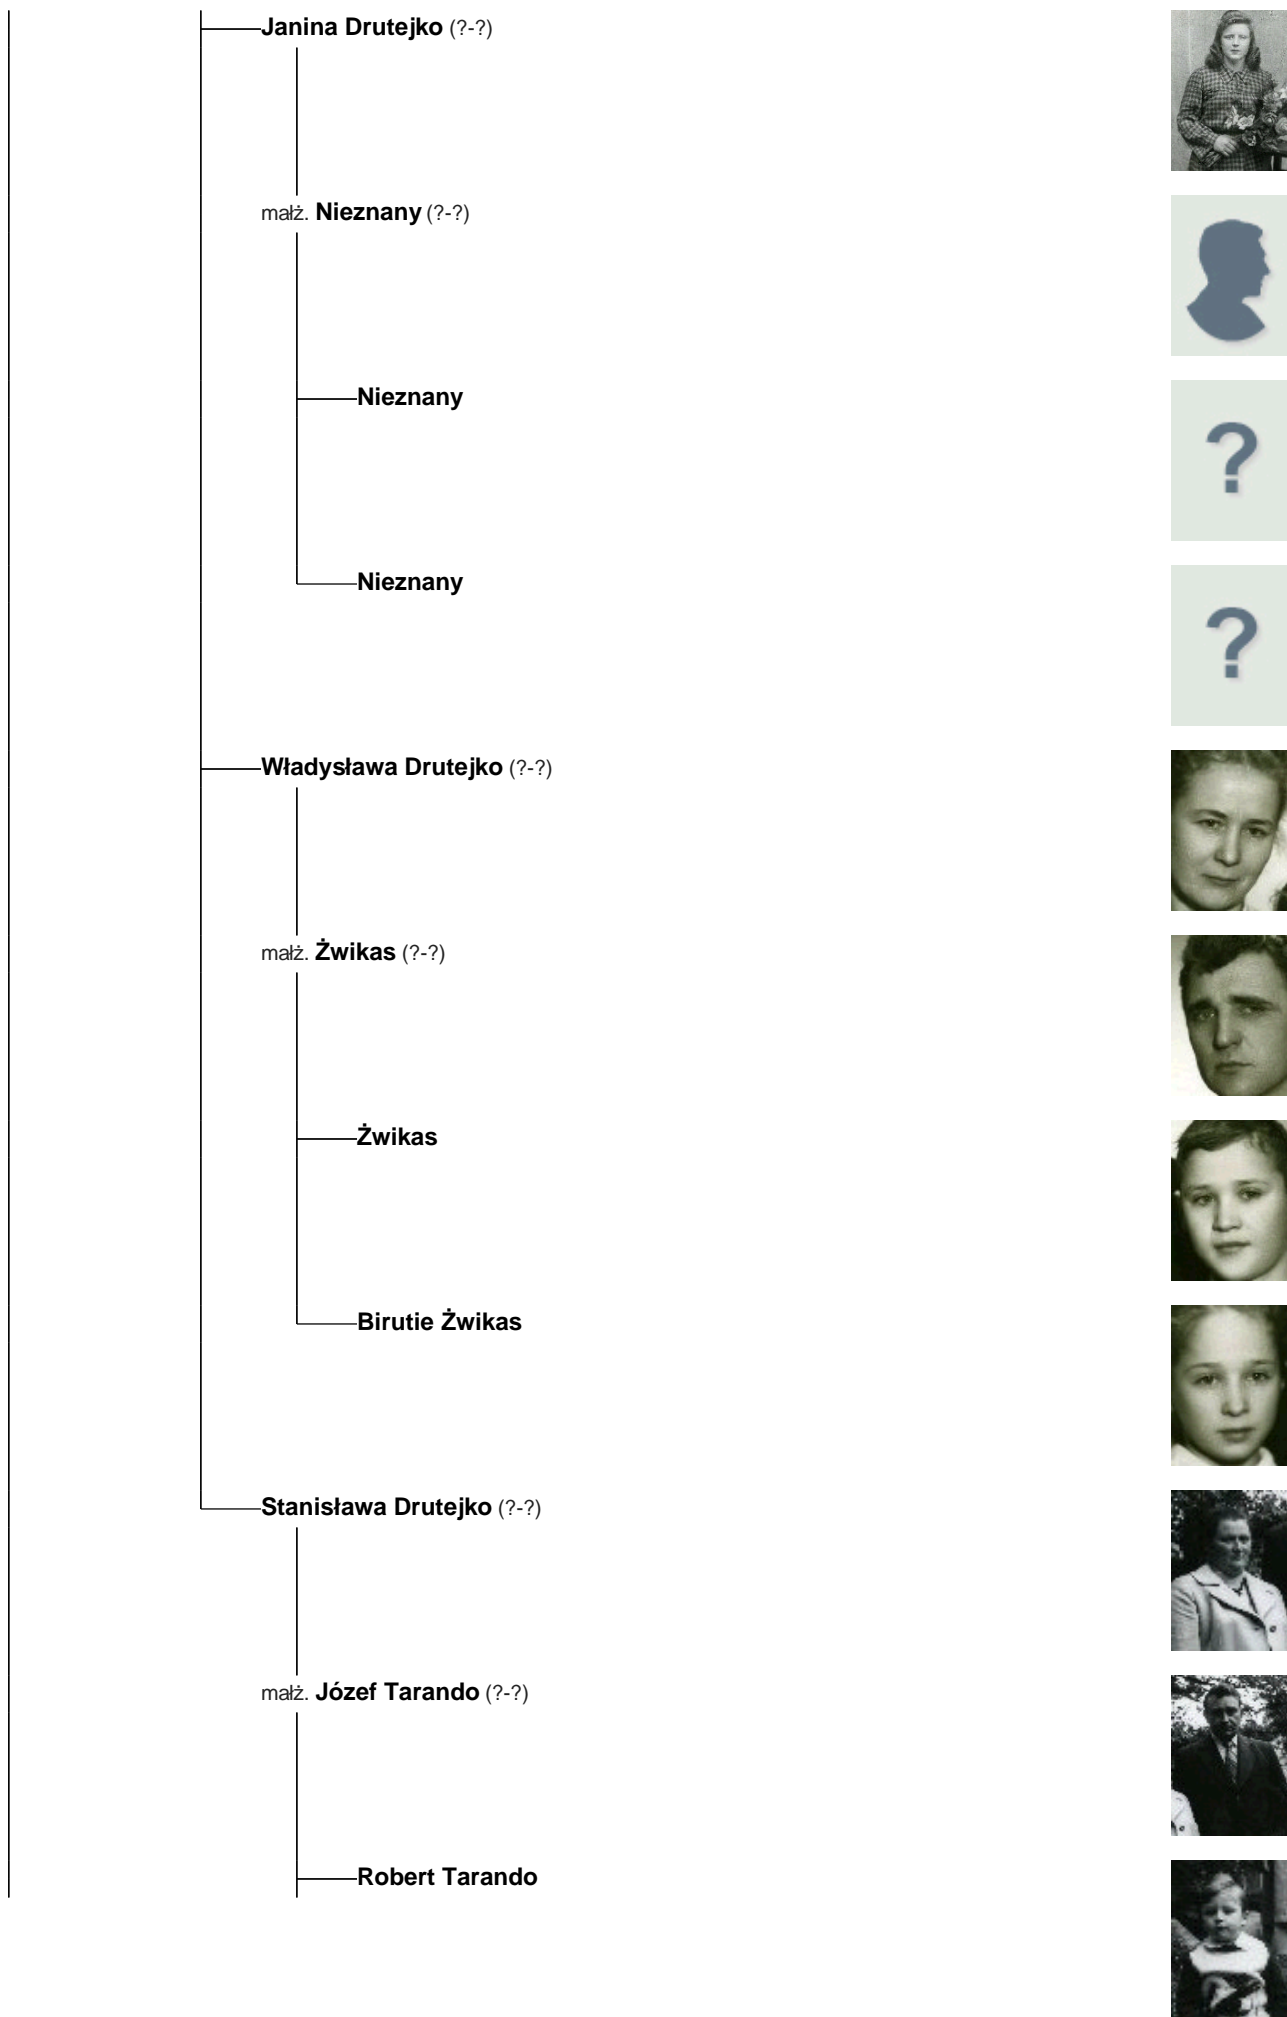 Janina Drutejko (?-?)
małż. Nieznany (?-?)
Nieznany
?
Nieznany
?
Władysława Drutejko (?-?)
małż. Żwikas (?-?)
Żwikas
Birutie Żwikas
Stanisława Drutejko (?-?)
małż. Józef Tarando (?-?)
Robert Tarando